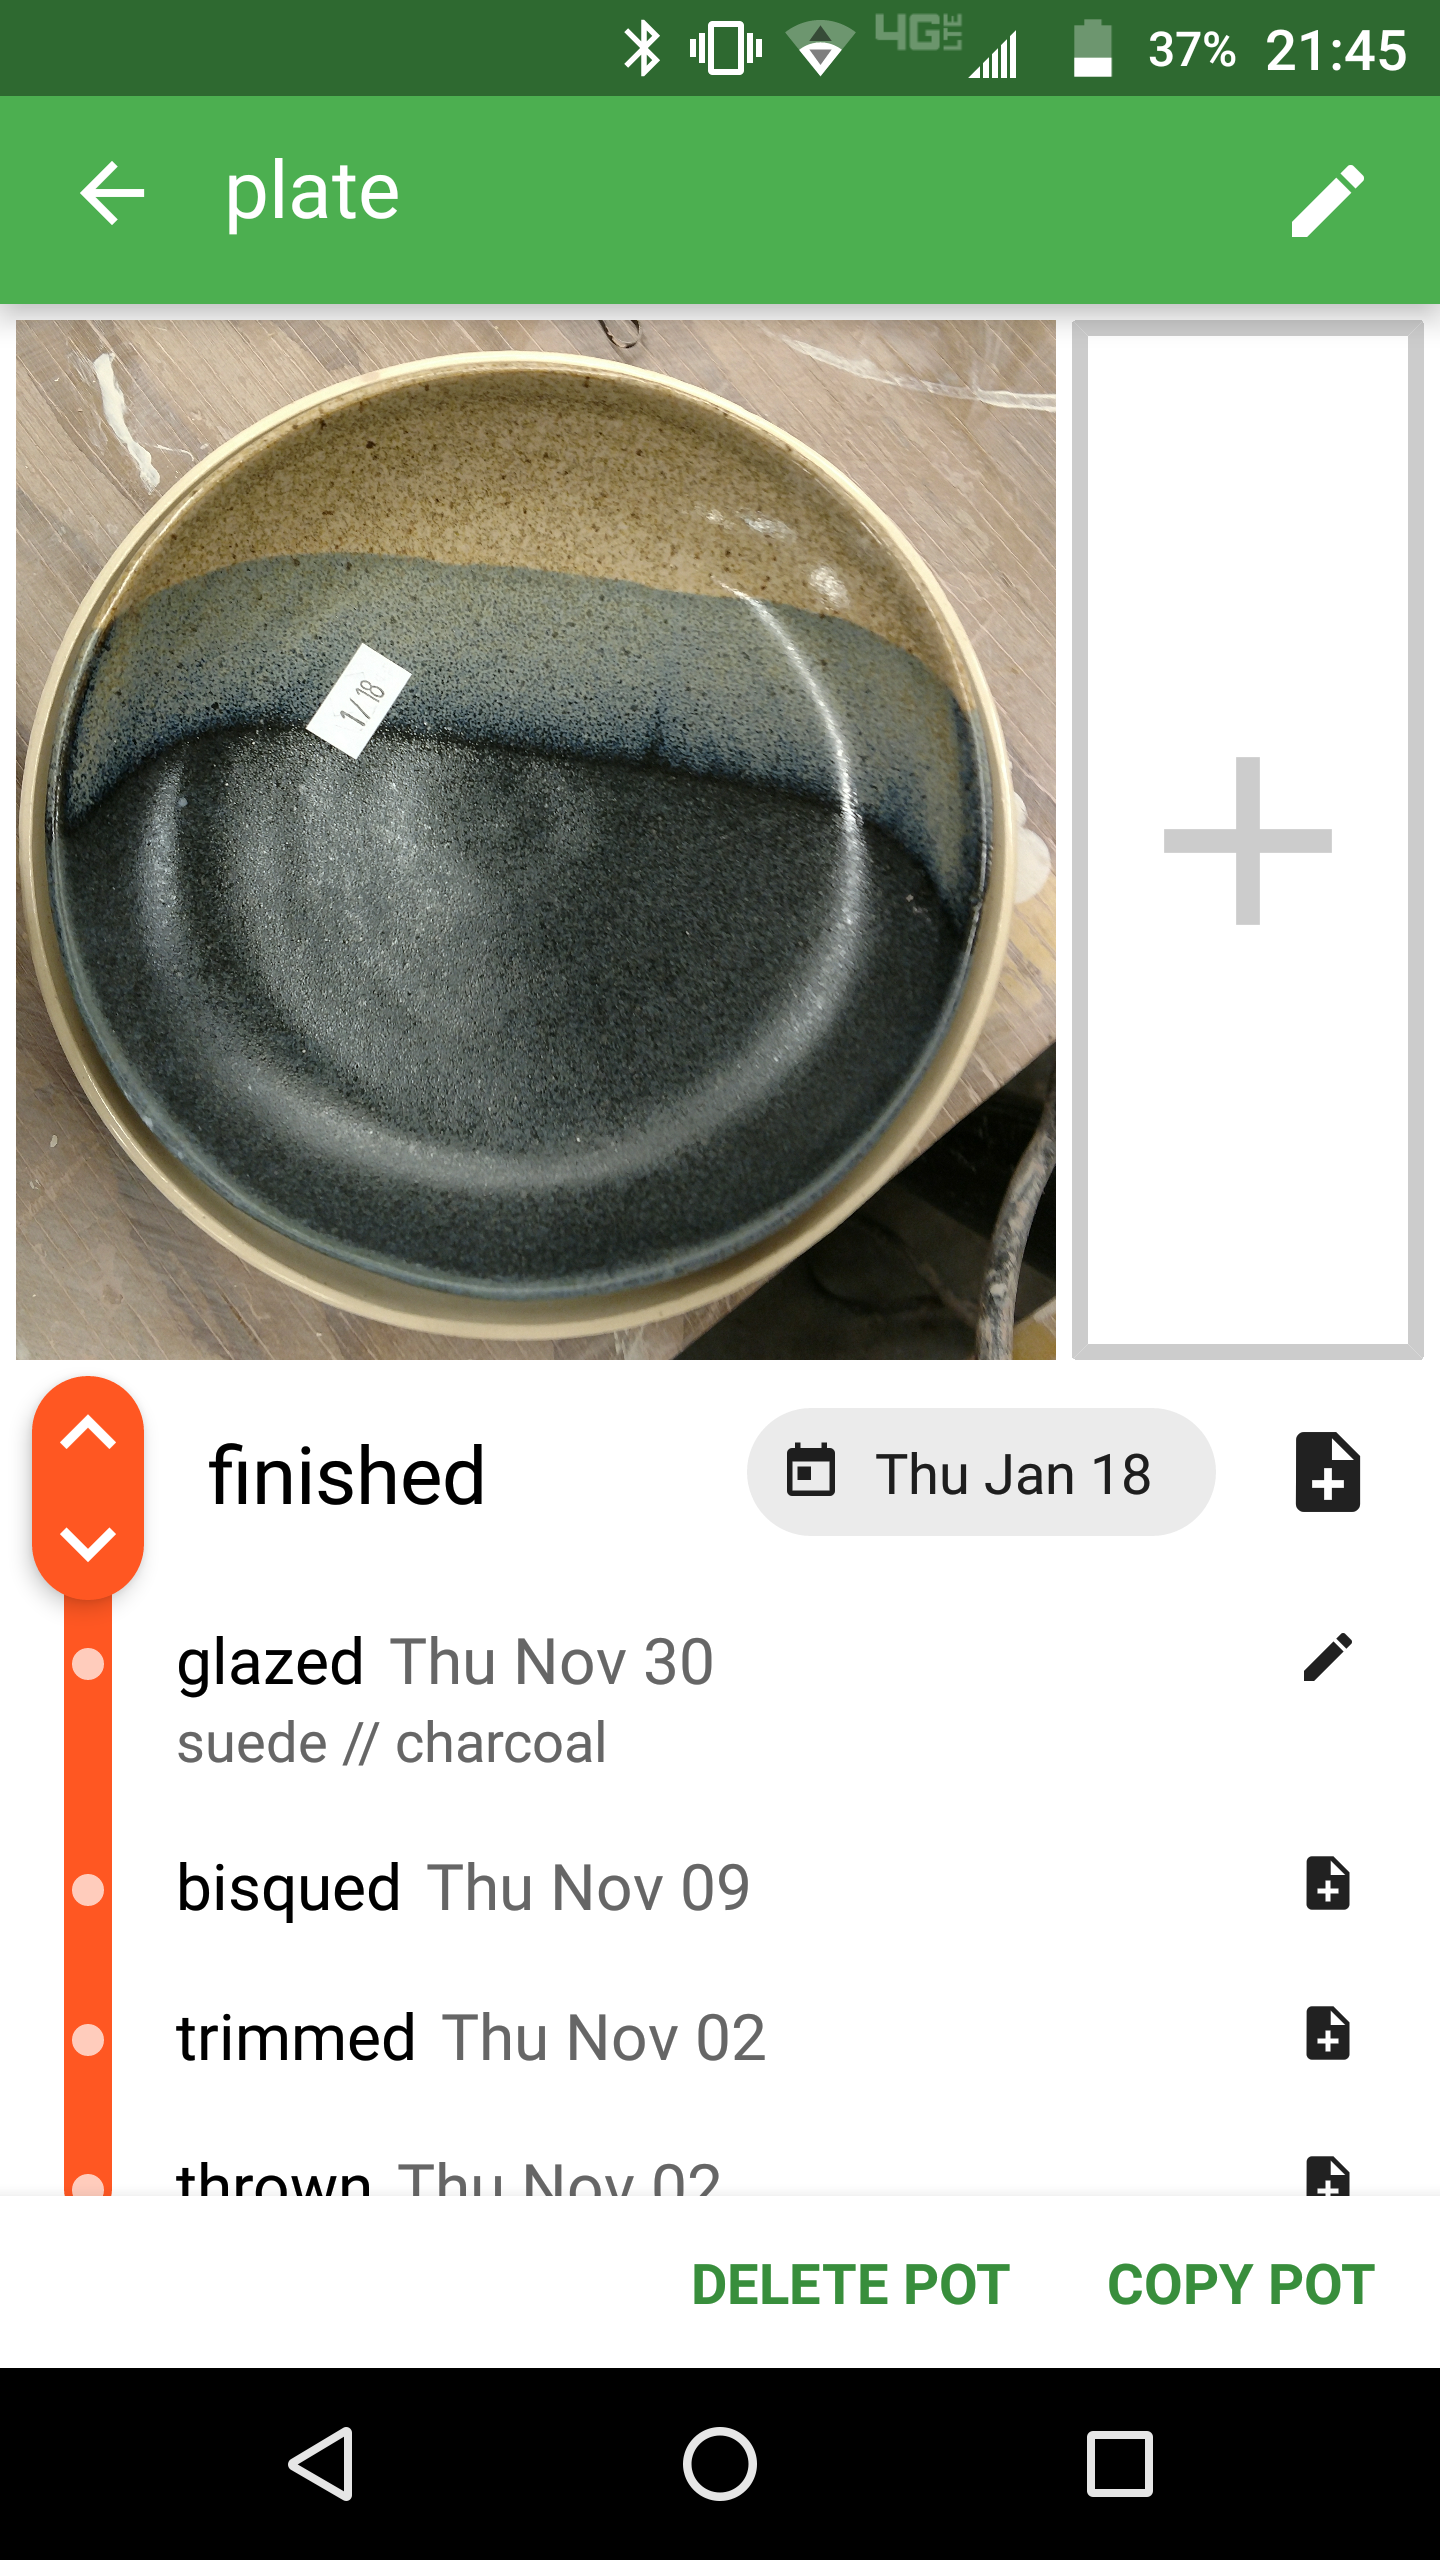 4G LTE 37% 21:45
plate
1/18
finished Thu Jan 18
glazed Thu Nov 30
suede // charcoal
bisqued Thu Nov 09
trimmed Thu Nov 02
thrown Thu Nov 02
DELETE POT COPY POT